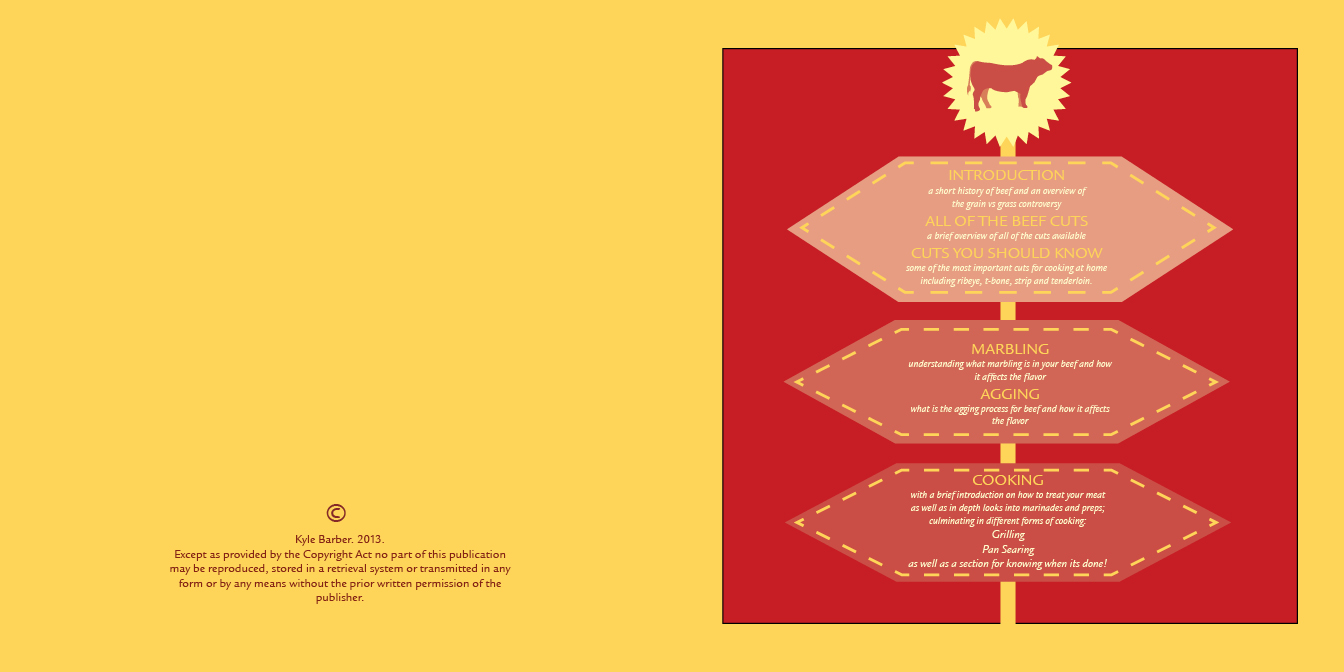 ©
Kyle Barber. 2013.
Except as provided by the Copyright Act no part of this publication
may be reproduced, stored in a retrieval system or transmitted in any
form or by any means without the prior written permission of the
publisher.
INTRODUCTION
a short history of beef and an overview of
the grain vs grass controversy
ALL OF THE BEEF CUTS
a brief overview of all of the cuts available
CUTS YOU SHOULD KNOW
some of the most important cuts for cooking at home
including ribeye, t-bone, strip and tenderloin.
MARBLING
understanding what marbling is in your beef and how
it affects the flavor
AGGING
what is the agging process for beef and how it affects
the flavor
COOKING
with a brief introduction on how to treat your meat
as well as in depth looks into marinades and preps;
culminating in different forms of cooking:
Grilling
Pan Searing
as well as a section for knowing when its done!